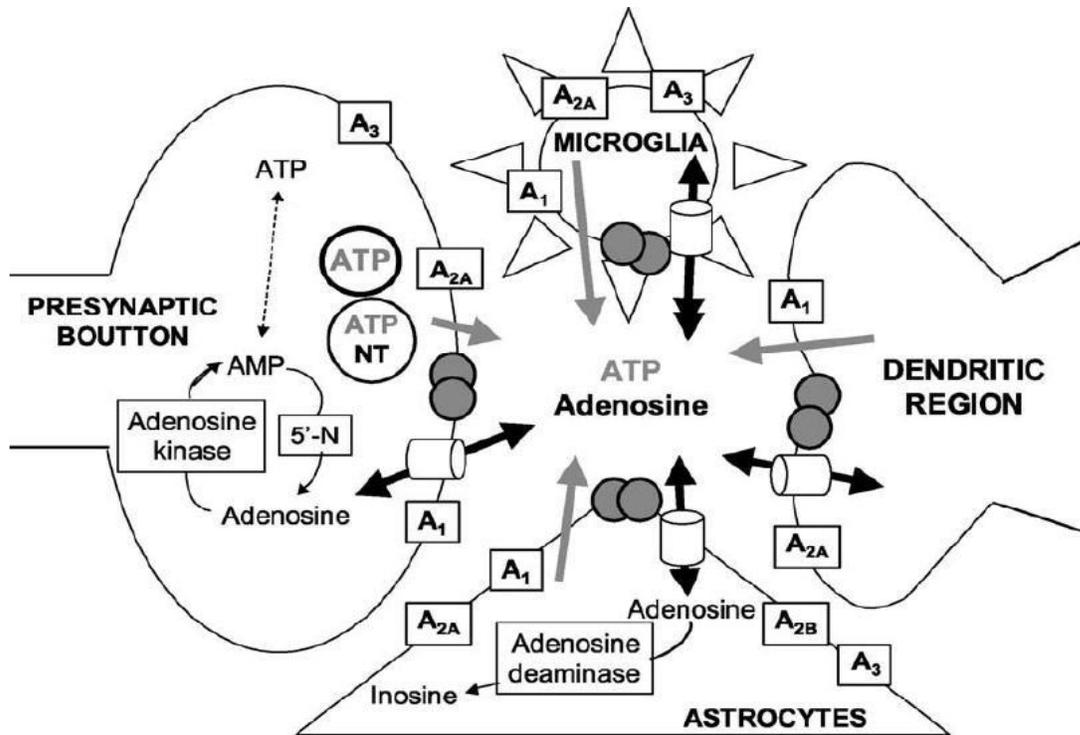 A2A
A3
MICROGLIA
A1
A3
ATP
ATP
A2A
PRESYNAPTIC
BOUTTON
ATP
NT
AMP
Adenosine
kinase
5'-N
Adenosine
A1
ATP
Adenosine
A1
DENDRITIC
REGION
A2A
A1
A2A
Adenosine
A2B
Adenosine
deaminase
A3
Inosine
ASTROCYTES